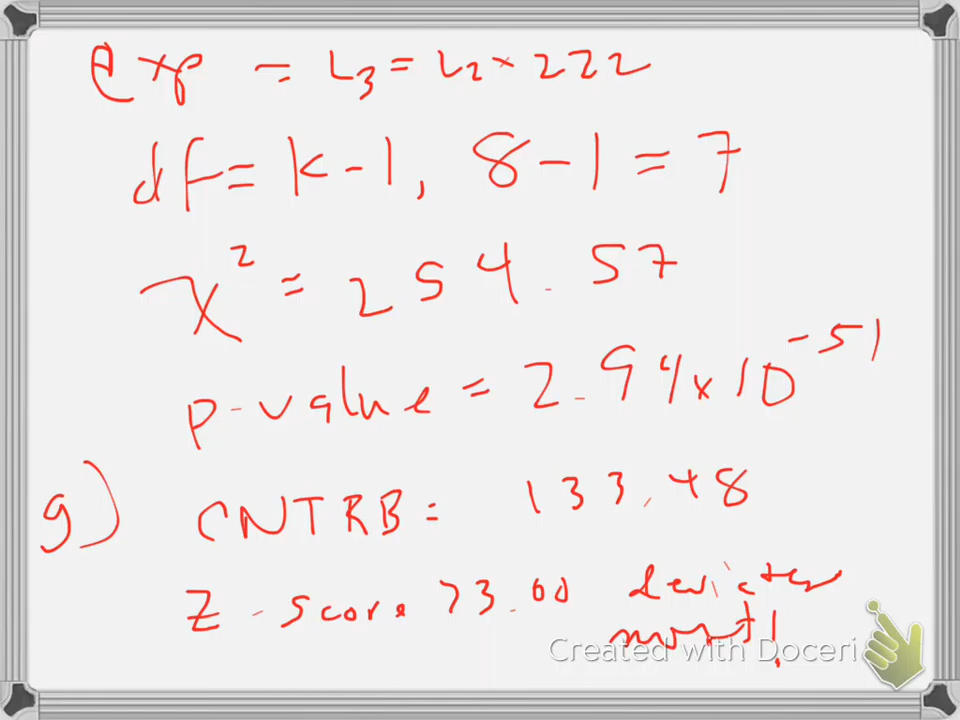 exp = L3 = L2 × 222
df = k - 1, 8 - 1 = 7
χ² = 254.57
p-value = 2.94 x 10⁻⁵¹
g) CNTRB = 133.48
Z-score > 3.00 deviates
most!
Created with Doceri